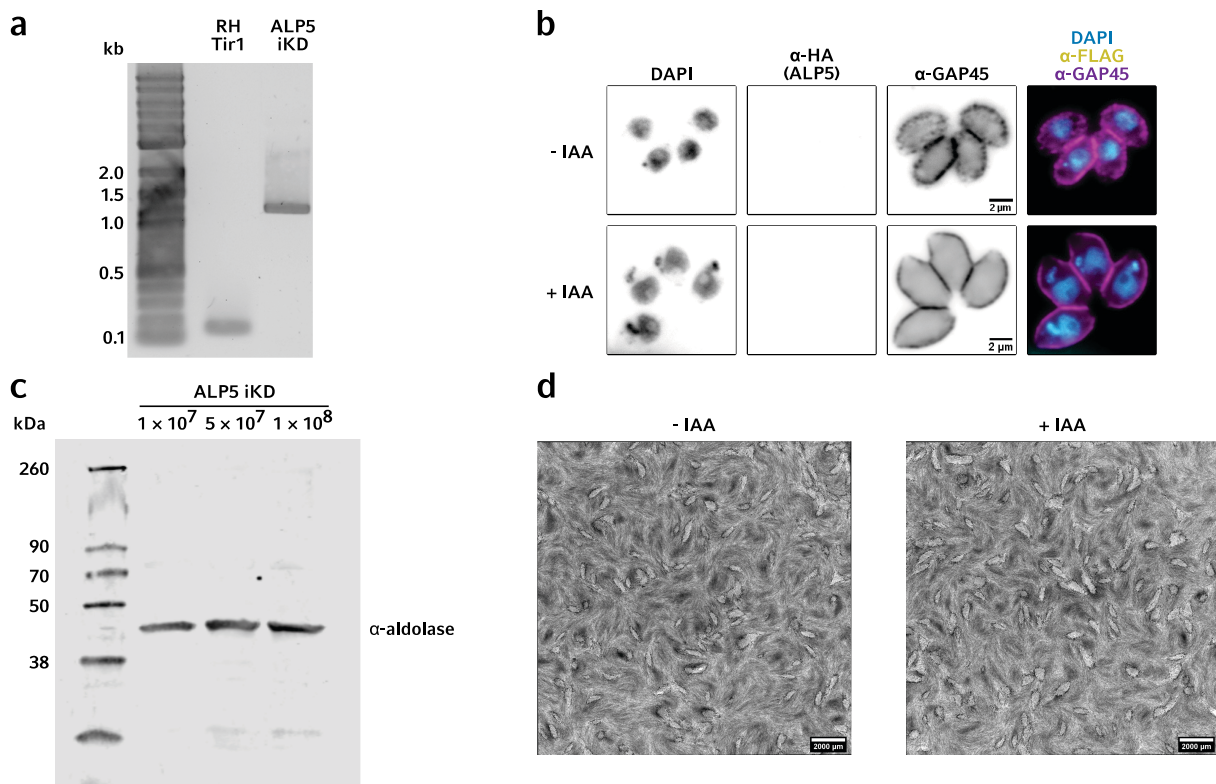 a
kb
RH
Tir1
ALP5
iKD
2.0
1.5
1.0
0.5
0.1
b
DAPI
α-HA
(ALP5)
α-GAP45
DAPI
α-FLAG
α-GAP45
- IAA
2 µm
+ IAA
2 µm
c
ALP5 iKD
kDa
1 × 10⁷ 5 × 10⁷ 1 × 10⁸
260
90
70
50
38
α-aldolase
d
- IAA
+ IAA
2000 µm
2000 µm